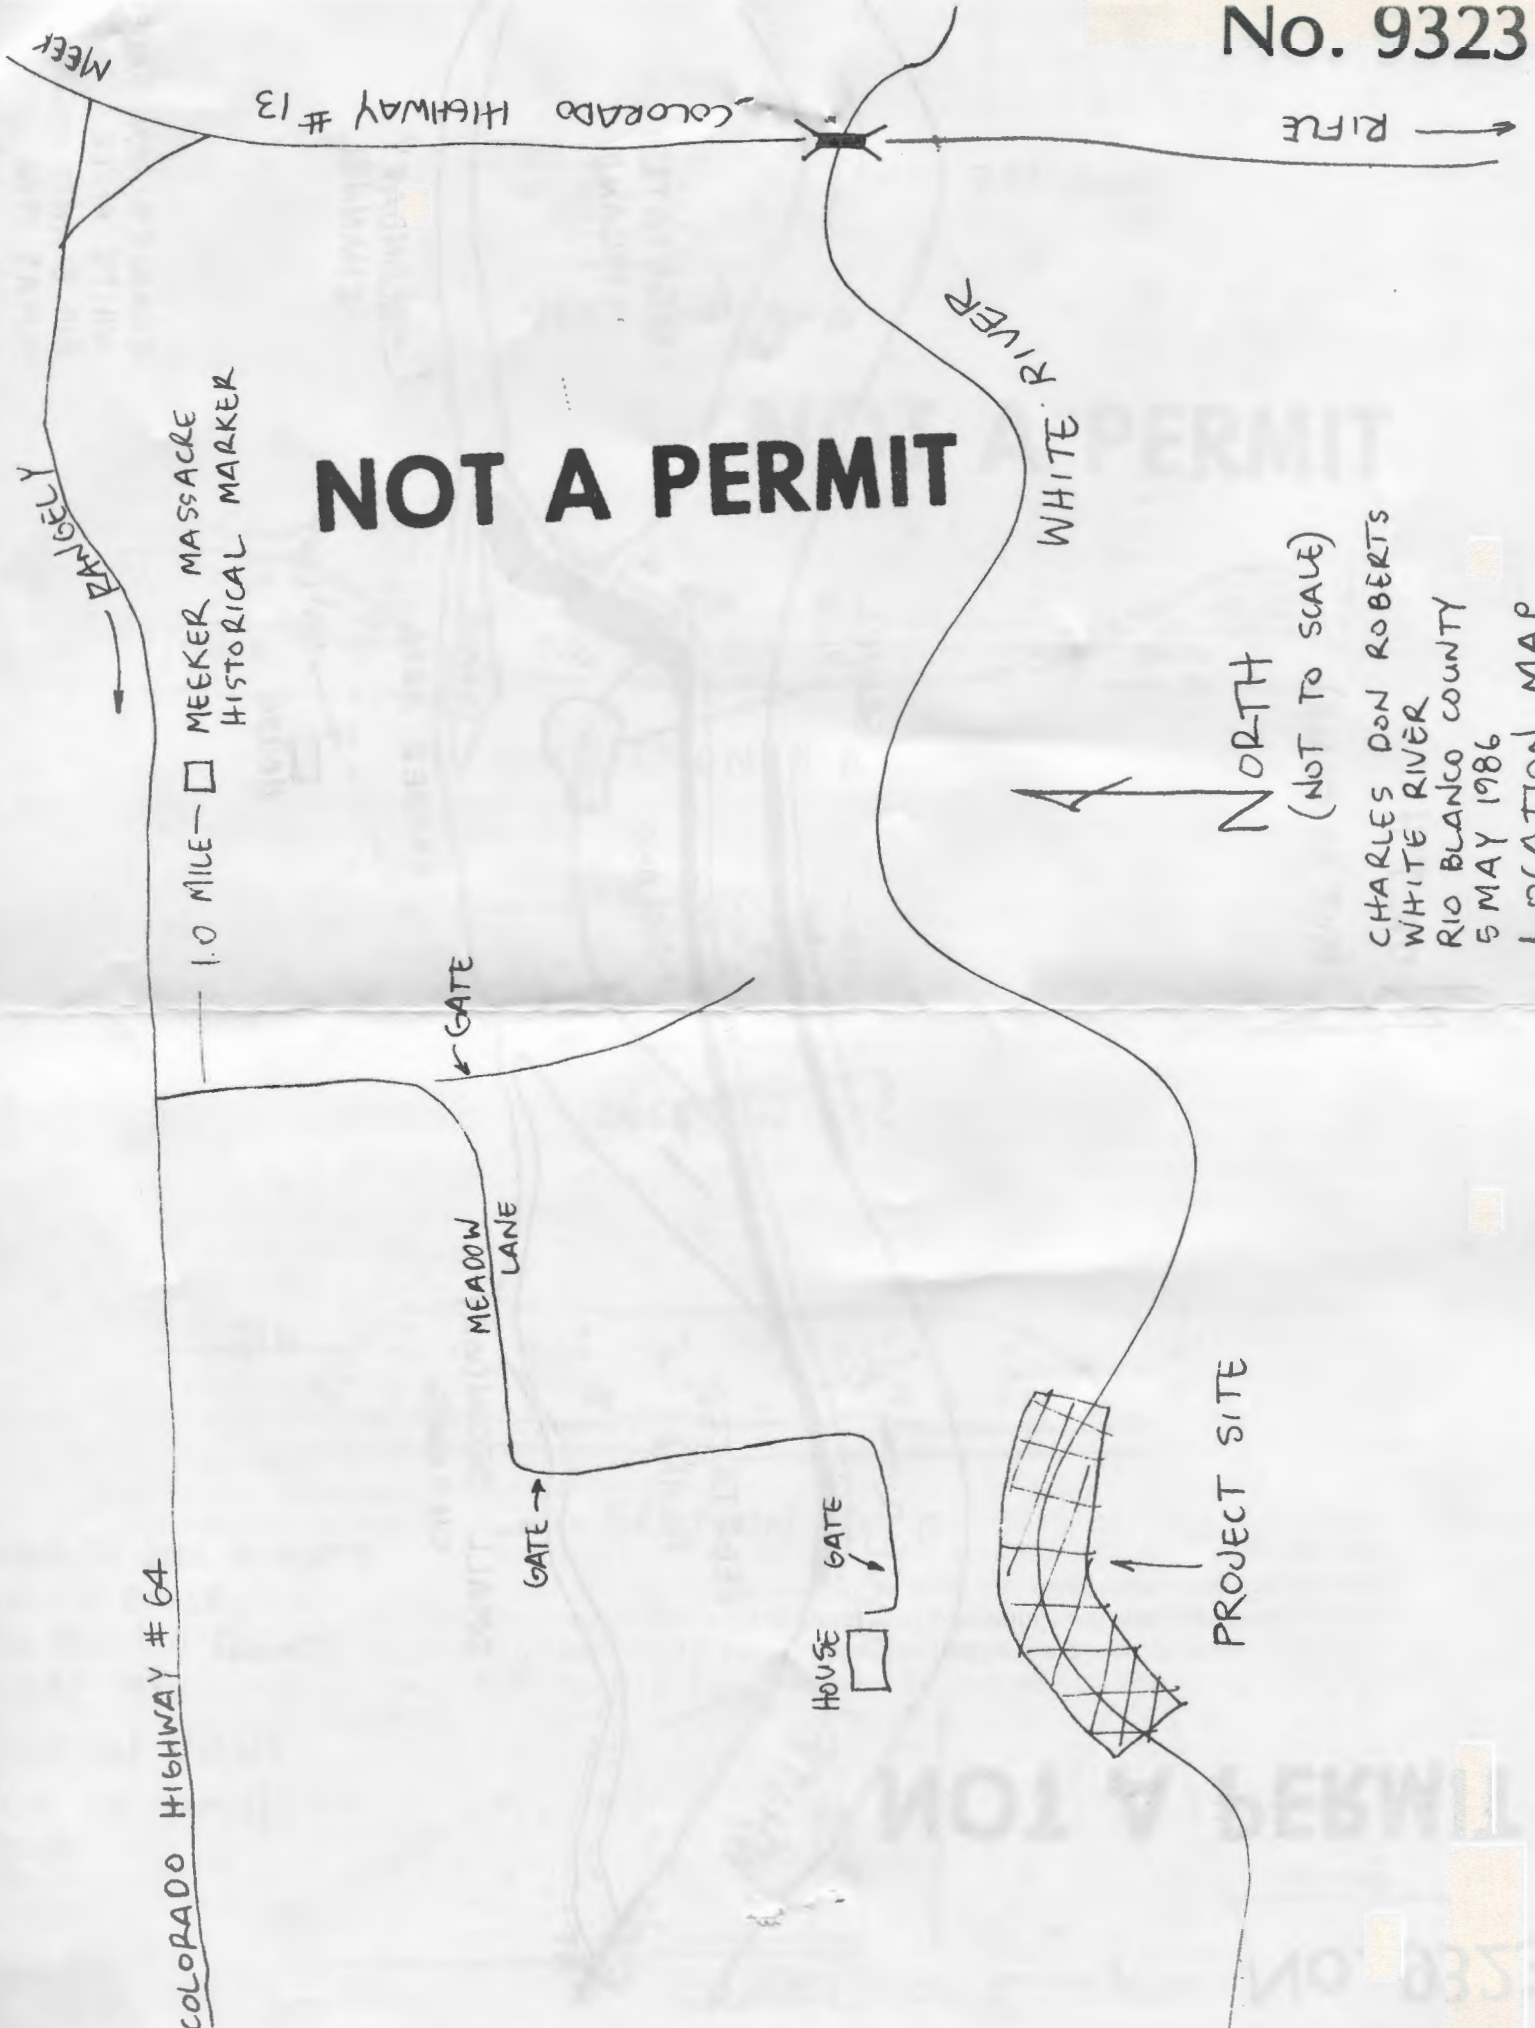 No. 9323
MEEK
COLORADO HIGHWAY #13
RIFLE
RANGELY
1.0 MILE
MEEKER MASSACRE
HISTORICAL MARKER
NOT A PERMIT
WHITE RIVER
GATE
MEADOW
LANE
GATE
GATE
HOUSE
COLORADO HIGHWAY #64
PROJECT SITE
NORTH
(NOT TO SCALE)
CHARLES DON ROBERTS
WHITE RIVER
RIO BLANCO COUNTY
5 MAY 1986
LOCATION MAP